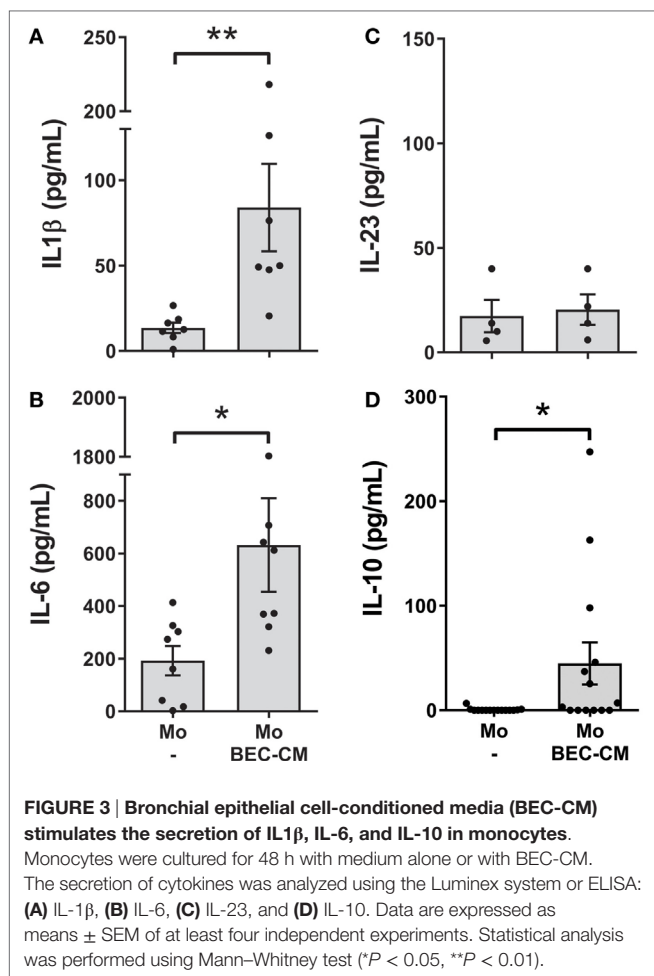 A
IL1β (pg/mL)
250
200
100
50
0
**
C
IL-23 (pg/mL)
150
100
50
0
B
IL-6 (pg/mL)
2000
1800
800
600
400
200
0
*
Mo Mo
- BEC-CM
D
IL-10 (pg/mL)
300
200
100
0
*
Mo Mo
- BEC-CM
FIGURE 3 | Bronchial epithelial cell-conditioned media (BEC-CM)
stimulates the secretion of IL1β, IL-6, and IL-10 in monocytes.
Monocytes were cultured for 48 h with medium alone or with BEC-CM.
The secretion of cytokines was analyzed using the Luminex system or ELISA:
(A) IL-1β, (B) IL-6, (C) IL-23, and (D) IL-10. Data are expressed as
means ± SEM of at least four independent experiments. Statistical analysis
was performed using Mann–Whitney test (*P < 0.05, **P < 0.01).